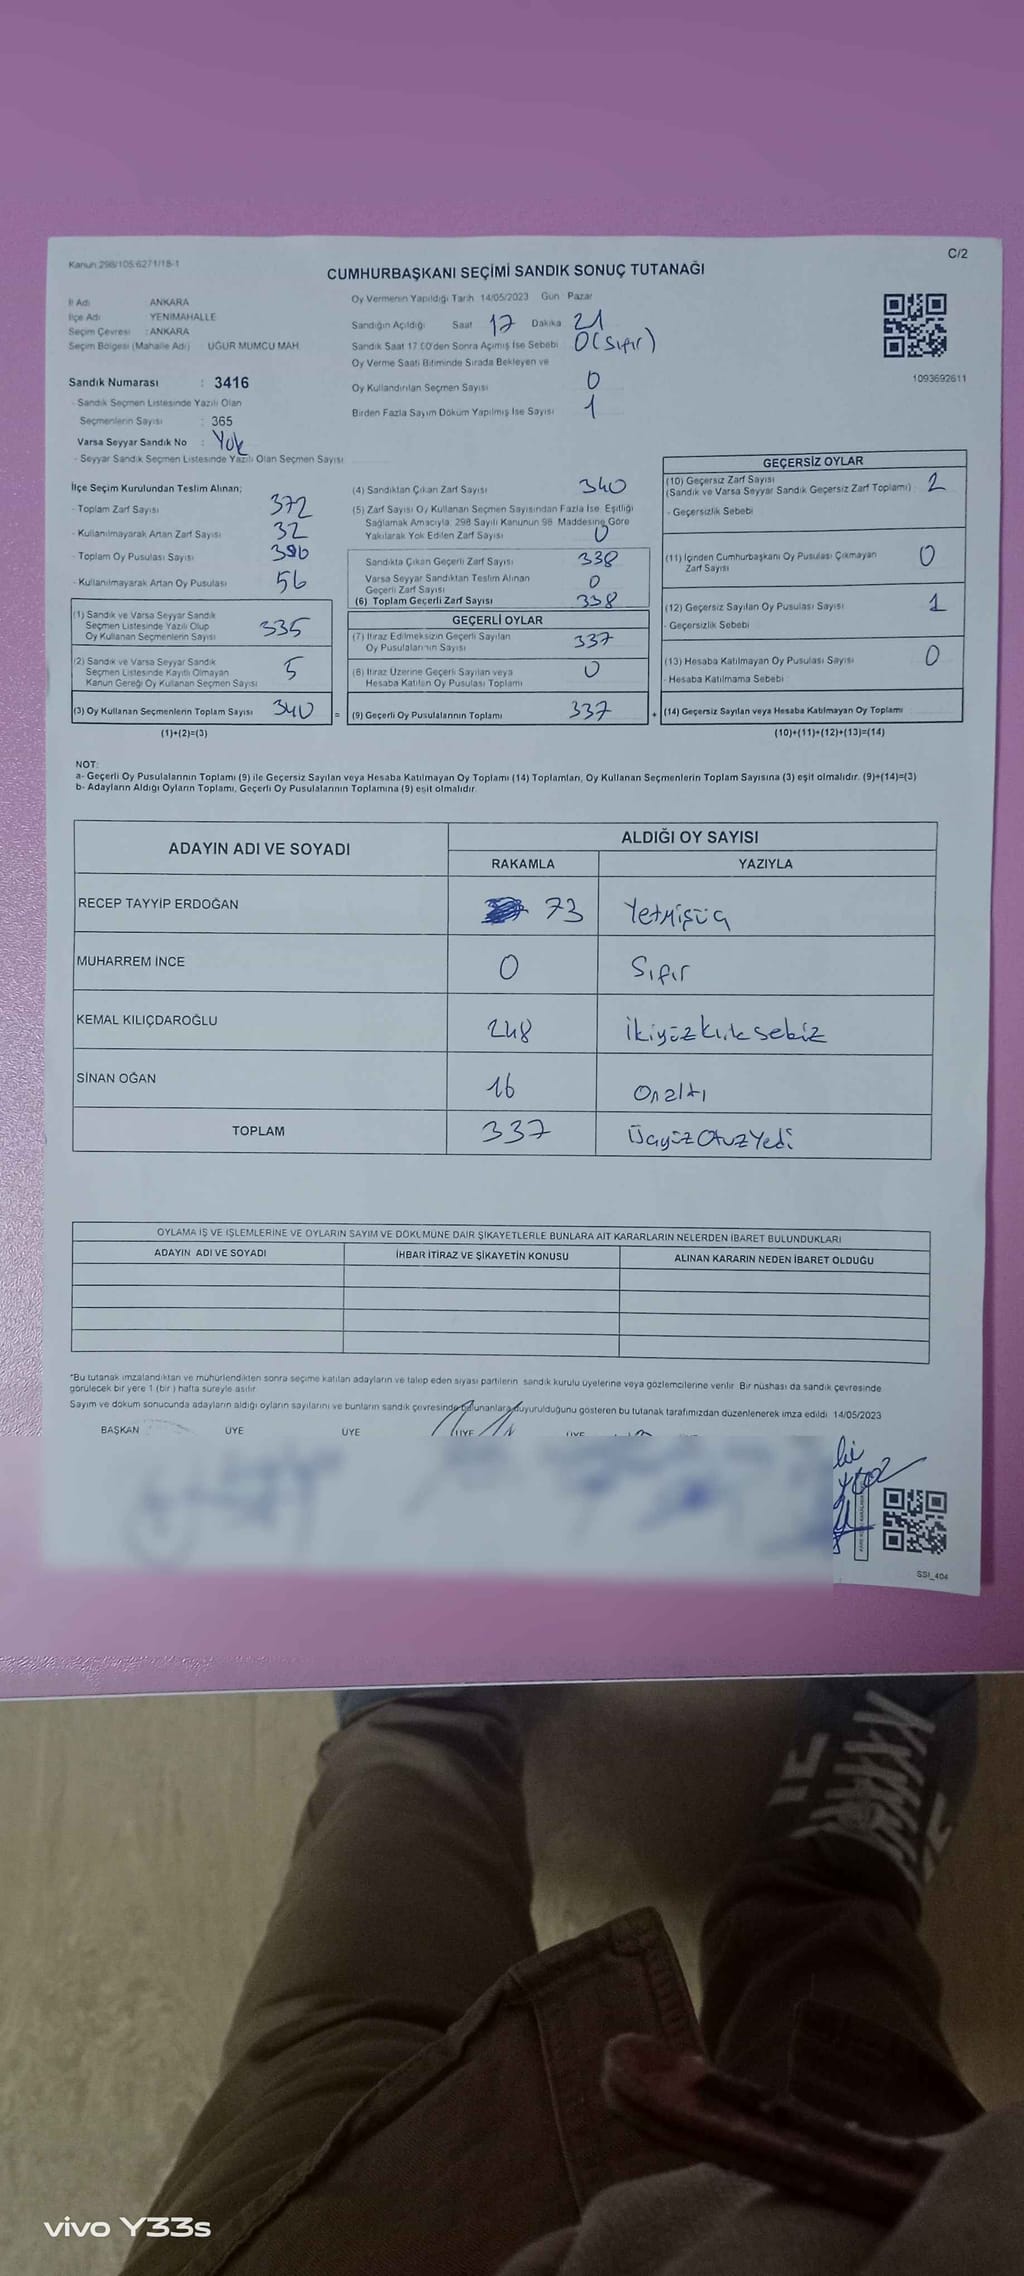 Kanun 298/105.6271/18-1
C/2
CUMHURBAŞKANI SEÇİMİ SANDIK SONUÇ TUTANAĞI
İl Adı : ANKARA
İlçe Adı : YENİMAHALLE
Seçim Çevresi : ANKARA
Seçim Bölgesi (Mahalle Adı) UĞUR MUMCU MAH.
Sandık Numarası : 3416
- Sandık Seçmen Listesinde Yazılı Olan
Seçmenlerin Sayısı : 365
Varsa Seyyar Sandık No : Yok
- Seyyar Sandık Seçmen Listesinde Yazılı Olan Seçmen Sayısı
Oy Vermenin Yapıldığı Tarih 14/05/2023 Gün Pazar
Sandığın Açıldığı Saat 17 Dakika 21
Sandık Saat 17.00'den Sonra Açılmış İse Sebebi 0 (Sıfır)
Oy Verme Saati Bitiminde Sırada Bekleyen ve
Oy Kullandırılan Seçmen Sayısı 0
Birden Fazla Sayım Döküm Yapılmış İse Sayısı 1
1093692611
İlçe Seçim Kurulundan Teslim Alınan;
- Toplam Zarf Sayısı 372
- Kullanılmayarak Artan Zarf Sayısı 32
- Toplam Oy Pusulası Sayısı 396
- Kullanılmayarak Artan Oy Pusulası 56
(1) Sandık ve Varsa Seyyar Sandık
Seçmen Listesinde Yazılı Olup
Oy Kullanan Seçmenlerin Sayısı 335
(2) Sandık ve Varsa Seyyar Sandık
Seçmen Listesinde Kayıtlı Olmayan
Kanun Gereği Oy Kullanan Seçmen Sayısı 5
(3) Oy Kullanan Seçmenlerin Toplam Sayısı 340
(1)+(2)=(3)
(4) Sandıktan Çıkan Zarf Sayısı 340
(5) Zarf Sayısı Oy Kullanan Seçmen Sayısından Fazla İse, Eşitliği
Sağlamak Amacıyla, 298 Sayılı Kanunun 98. Maddesine Göre
Yakılarak Yok Edilen Zarf Sayısı 0
Sandıkta Çıkan Geçerli Zarf Sayısı 338
Varsa Seyyar Sandıktan Teslim Alınan
Geçerli Zarf Sayısı 0
(6) Toplam Geçerli Zarf Sayısı 338
GEÇERLİ OYLAR
(7) İtiraz Edilmeksizin Geçerli Sayılan
Oy Pusulalarının Sayısı 337
(8) İtiraz Üzerine Geçerli Sayılan veya
Hesaba Katılan Oy Pusulası Toplamı 0
= (9) Geçerli Oy Pusulalarının Toplamı 337 +
GEÇERSİZ OYLAR
(10) Geçersiz Zarf Sayısı
(Sandık ve Varsa Seyyar Sandık Geçersiz Zarf Toplamı) 2
- Geçersizlik Sebebi
(11) İçinden Cumhurbaşkanı Oy Pusulası Çıkmayan
Zarf Sayısı 0
(12) Geçersiz Sayılan Oy Pusulası Sayısı 1
- Geçersizlik Sebebi
(13) Hesaba Katılmayan Oy Pusulası Sayısı 0
- Hesaba Katılmama Sebebi
(14) Geçersiz Sayılan veya Hesaba Katılmayan Oy Toplamı
(10)+(11)+(12)+(13)=(14)
NOT:
a- Geçerli Oy Pusulalarının Toplamı (9) ile Geçersiz Sayılan veya Hesaba Katılmayan Oy Toplamı (14) Toplamları, Oy Kullanan Seçmenlerin Toplam Sayısına (3) eşit olmalıdır. (9)+(14)=(3)
b- Adayların Aldığı Oyların Toplamı, Geçerli Oy Pusulalarının Toplamına (9) eşit olmalıdır.
ADAYIN ADI VE SOYADI
ALDIĞI OY SAYISI
RAKAMLA YAZIYLA
RECEP TAYYİP ERDOĞAN 73 Yetmişüç
MUHARREM İNCE 0 Sıfır
KEMAL KILIÇDAROĞLU 248 İkiyüzkırksekiz
SİNAN OĞAN 16 Onaltı
TOPLAM 337 Üçyüz Otuz Yedi
OYLAMA İŞ VE İŞLEMLERİNE VE OYLARIN SAYIM VE DÖKÜMÜNE DAİR ŞİKAYETLERLE BUNLARA AİT KARARLARIN NELERDEN İBARET BULUNDUKLARI
ADAYIN ADI VE SOYADI İHBAR İTİRAZ VE ŞİKAYETİN KONUSU ALINAN KARARIN NEDEN İBARET OLDUĞU
*Bu tutanak imzalandıktan ve mühürlendikten sonra seçime katılan adayların ve talep eden siyasi partilerin sandık kurulu üyelerine veya gözlemcilerine verilir. Bir nüshası da sandık çevresinde
görülecek bir yere 1 (bir) hafta süreyle asılır.
Sayım ve döküm sonucunda adayların aldığı oyların sayılarını ve bunların sandık çevresinde bulunanlara duyurulduğunu gösteren bu tutanak tarafımızdan düzenlenerek imza edildi. 14/05/2023
BAŞKAN ÜYE ÜYE ÜYE ÜYE
SSI_404
vivo Y33s